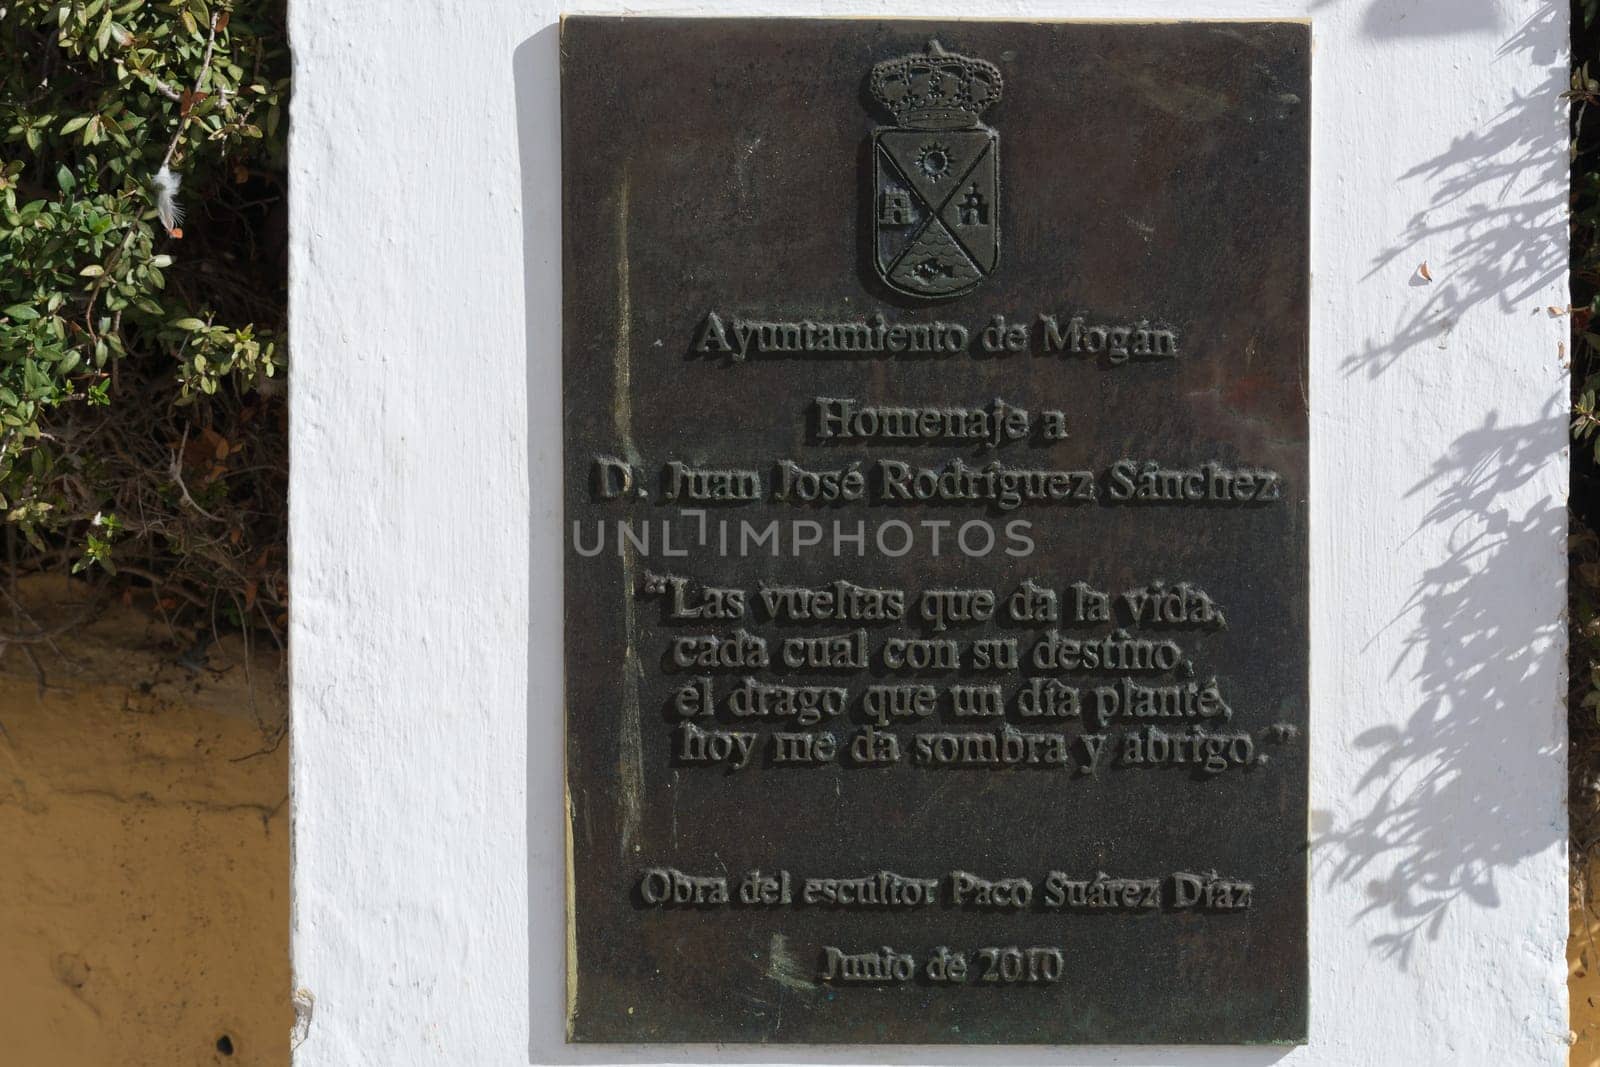 Ayuntamiento de Mogán
Homenaje a
D. Juan José Rodríguez Sánchez
UNLIMPHOTOS
"Las vueltas que da la vida,
cada cual con su destino,
el drago que un día planté,
hoy me da sombra y abrigo."
Obra del escultor Paco Suárez Díaz
Junio de 2010